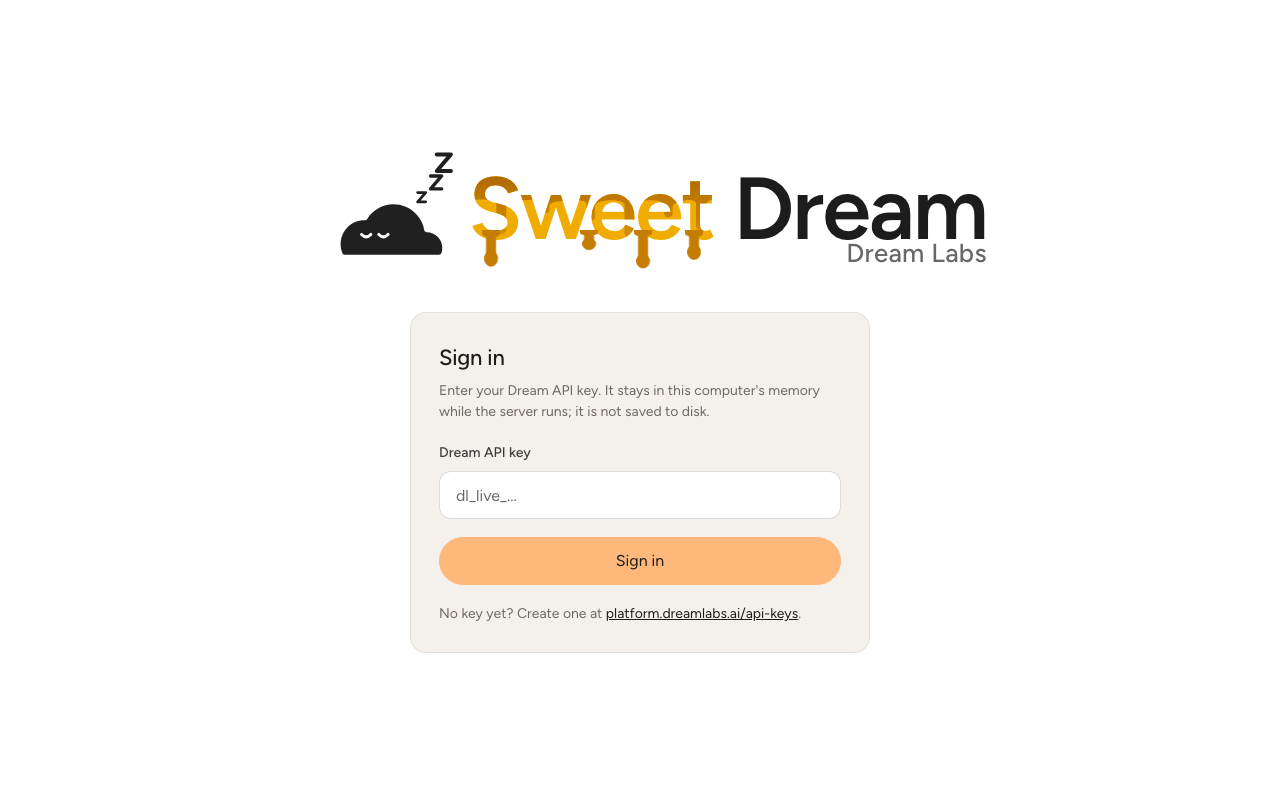 z
z
z
Sweet Dream
Dream Labs
Sign in
Enter your Dream API key. It stays in this computer's memory
while the server runs; it is not saved to disk.
Dream API key
dl_live_...
Sign in
No key yet? Create one at platform.dreamlabs.ai/api-keys.